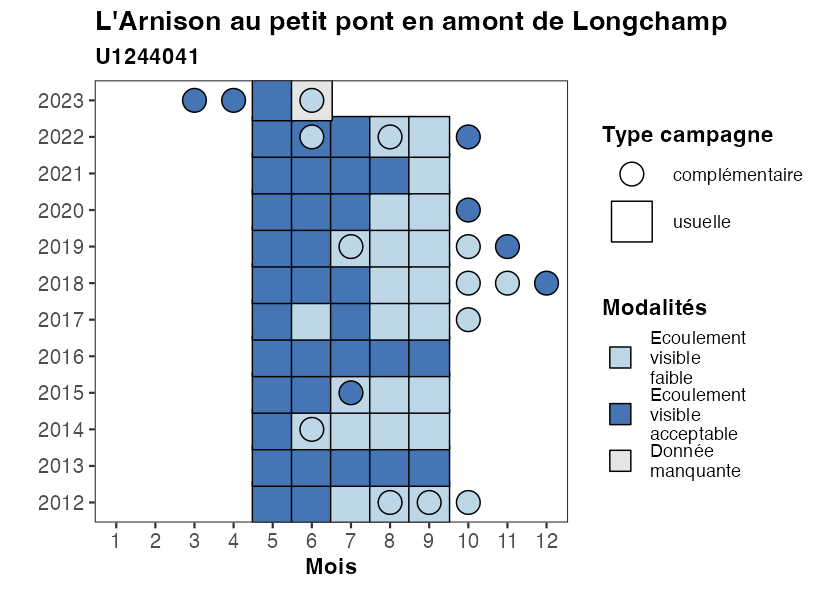 L'Arnison au petit pont en amont de Longchamp
U1244041
2023
2022
2021
2020
2019
2018
2017
2016
2015
2014
2013
2012
1 2 3 4 5 6 7 8 9 10 11 12
Mois
Type campagne
complémentaire
usuelle
Modalités
Ecoulement
visible
faible
Ecoulement
visible
acceptable
Donnée
manquante